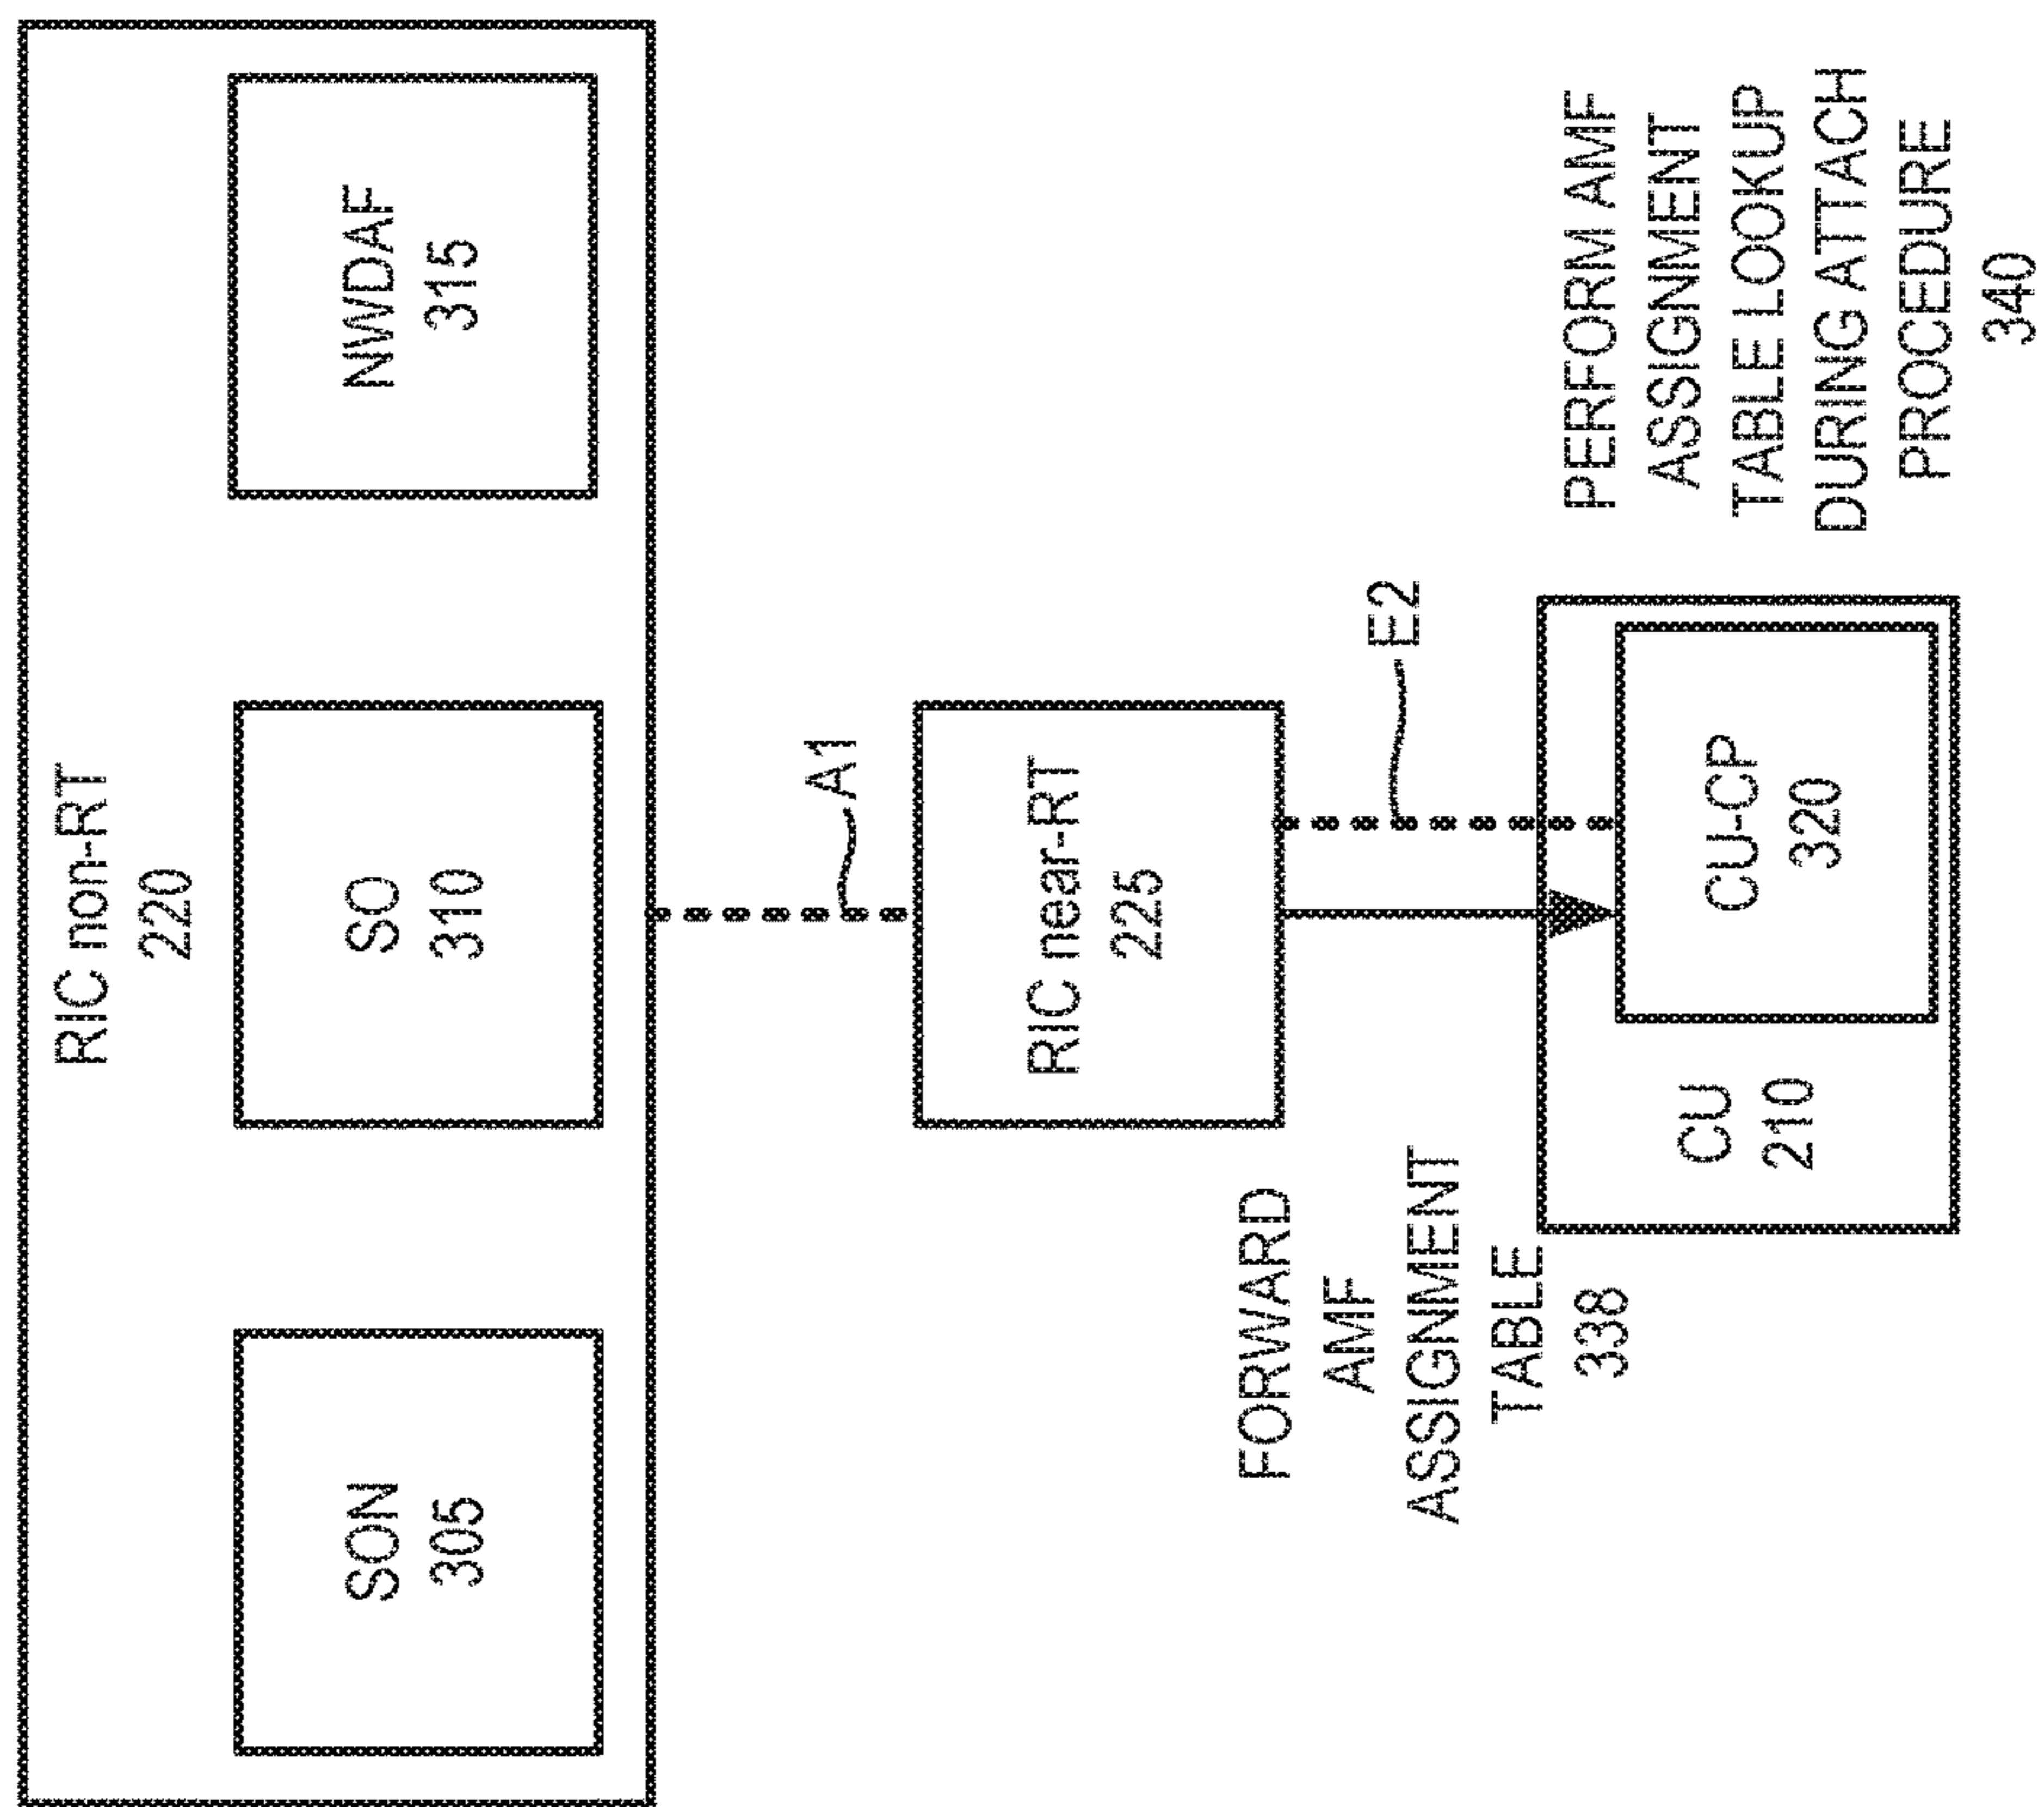 RIC non-RT
220
SON
305
SO
310
NWDAF
315
A1
RIC near-RT
225
E2
FORWARD
AMF
ASSIGNMENT
TABLE
338
CU
210
CU-CP
320
PERFORM AMF
ASSIGNMENT
TABLE LOOKUP
DURING ATTACH
PROCEDURE
340